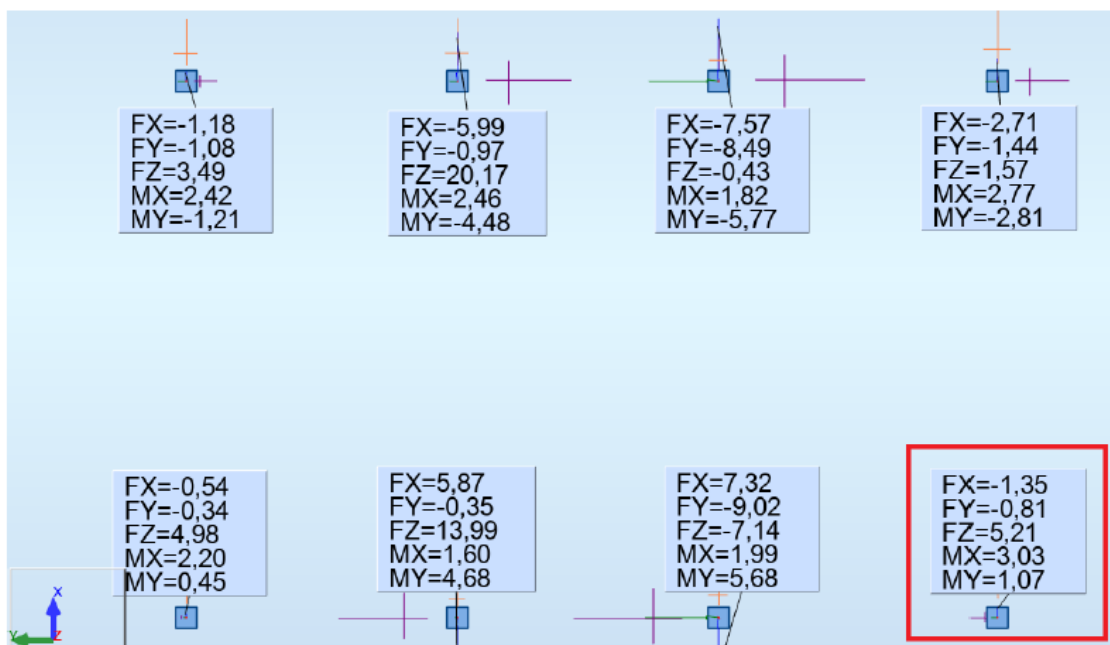 FX=-1,18
FY=-1,08
FZ=3,49
MX=2,42
MY=-1,21
FX=-5,99
FY=-0,97
FZ=20,17
MX=2,46
MY=-4,48
FX=-7,57
FY=-8,49
FZ=-0,43
MX=1,82
MY=-5,77
FX=-2,71
FY=-1,44
FZ=1,57
MX=2,77
MY=-2,81
FX=-0,54
FY=-0,34
FZ=4,98
MX=2,20
MY=0,45
FX=5,87
FY=-0,35
FZ=13,99
MX=1,60
MY=4,68
FX=7,32
FY=-9,02
FZ=-7,14
MX=1,99
MY=5,68
FX=-1,35
FY=-0,81
FZ=5,21
MX=3,03
MY=1,07
X
Y
Z